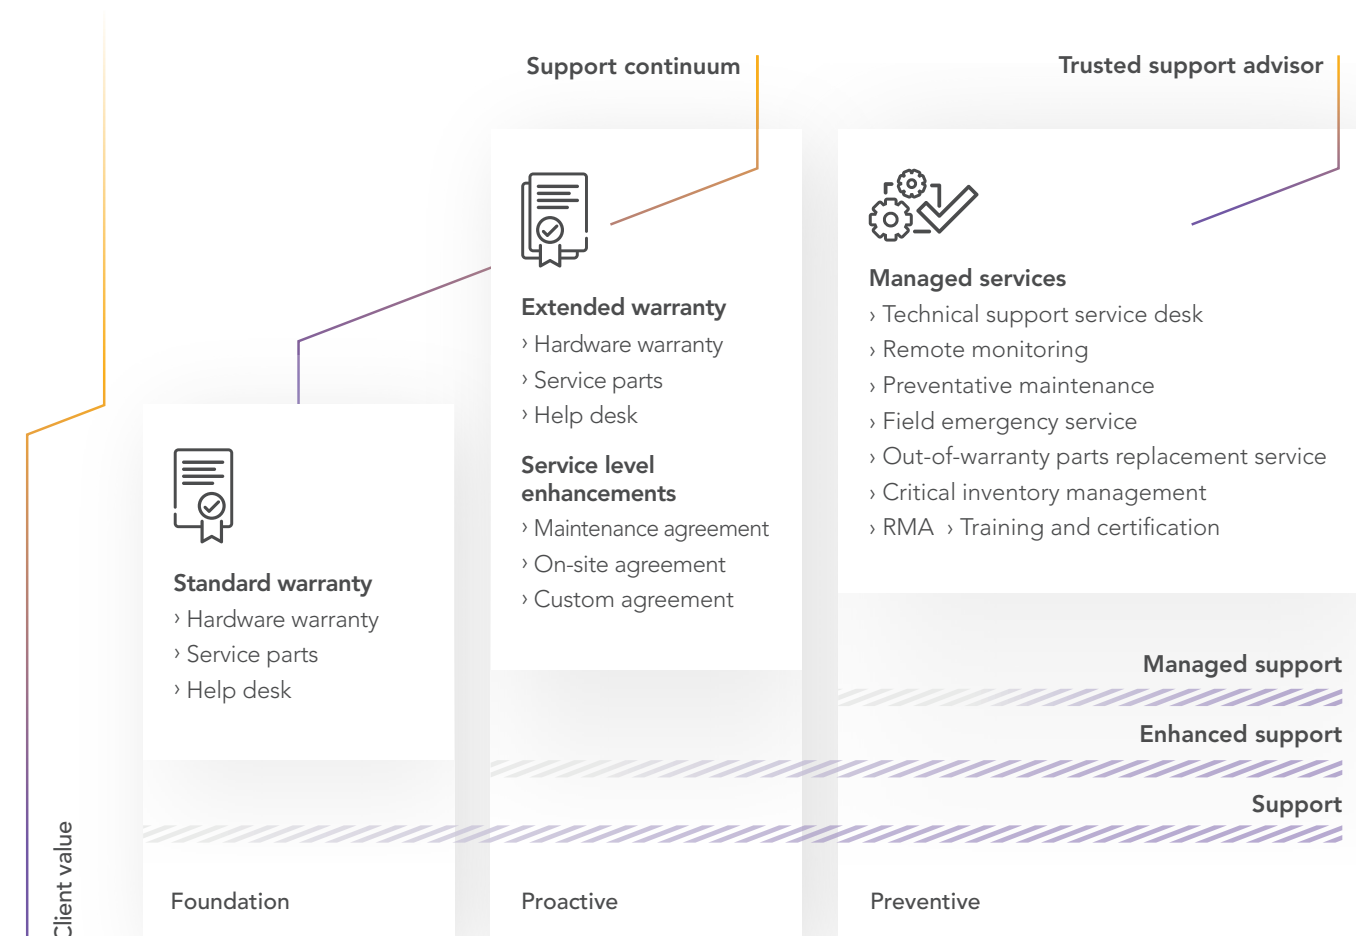 Support continuum
Trusted support advisor
Standard warranty
› Hardware warranty
› Service parts
› Help desk
Extended warranty
› Hardware warranty
› Service parts
› Help desk
Service level
enhancements
› Maintenance agreement
› On-site agreement
› Custom agreement
Managed services
› Technical support service desk
› Remote monitoring
› Preventative maintenance
› Field emergency service
› Out-of-warranty parts replacement service
› Critical inventory management
› RMA › Training and certification
Managed support
Enhanced support
Support
Client value
Foundation
Proactive
Preventive